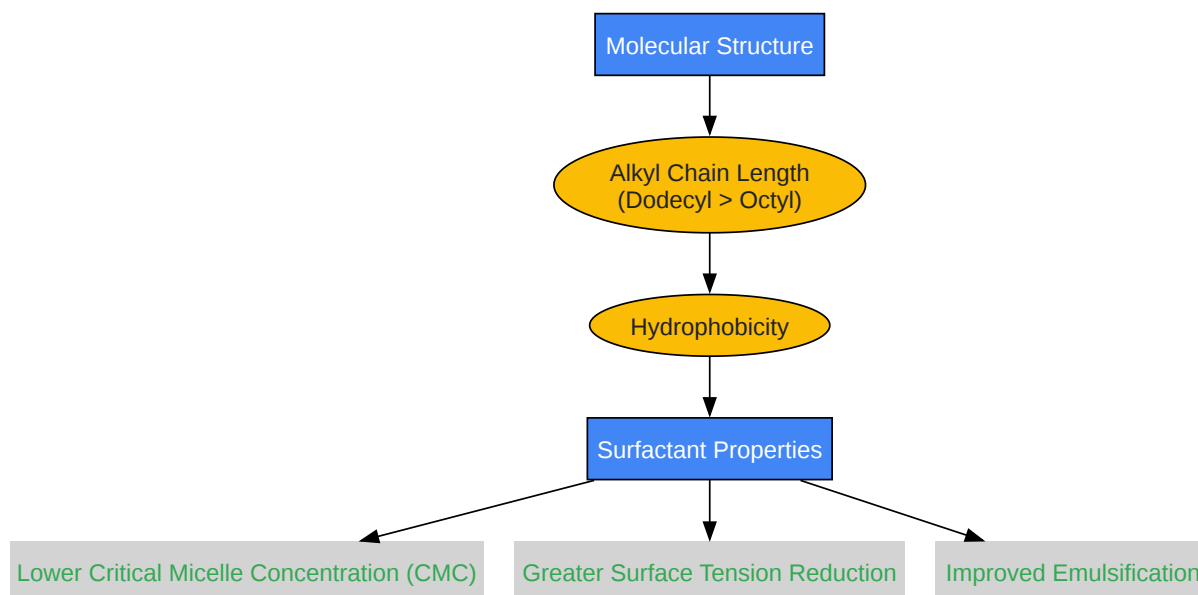 Molecular Structure
Alkyl Chain Length
(Dodecyl > Octyl)
Hydrophobicity
Surfactant Properties
Lower Critical Micelle Concentration (CMC)
Greater Surface Tension Reduction
Improved Emulsification